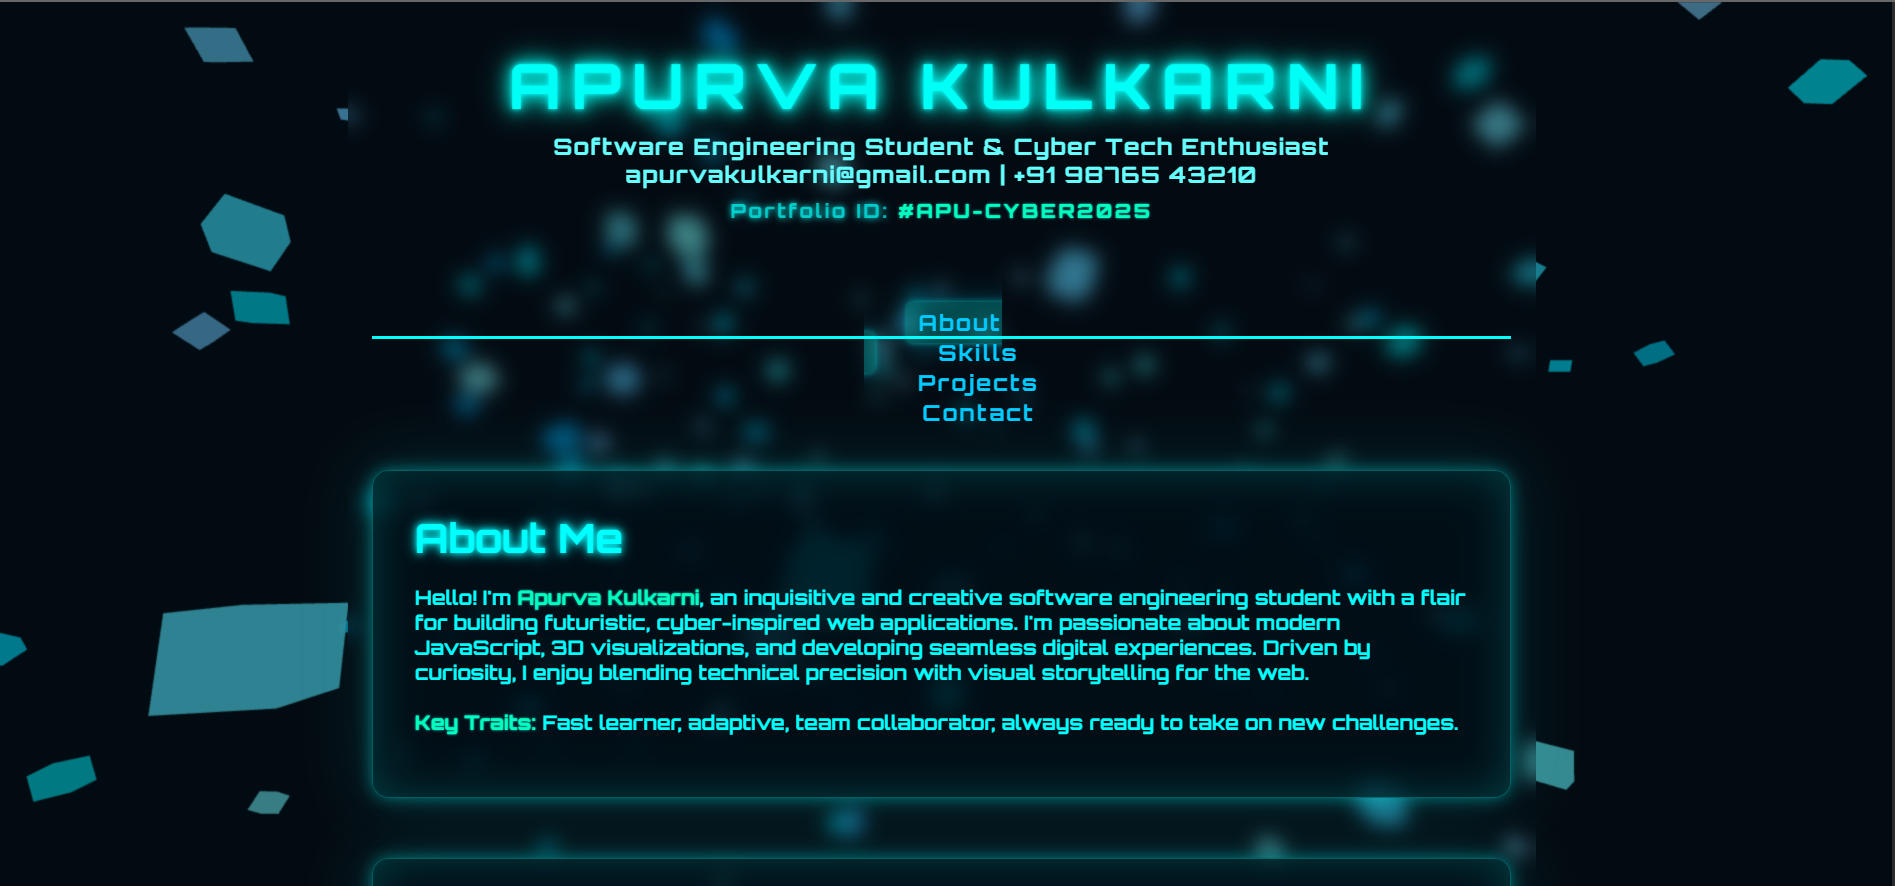 APURVA KULKARNI
Software Engineering Student & Cyber Tech Enthusiast
apurvakulkarni@gmail.com | +91 98765 43210
Portfolio ID: #APU-CYBER2025
About
Skills
Projects
Contact
About Me
Hello! I'm Apurva Kulkarni, an inquisitive and creative software engineering student with a flair
for building futuristic, cyber-inspired web applications. I'm passionate about modern
JavaScript, 3D visualizations, and developing seamless digital experiences. Driven by
curiosity, I enjoy blending technical precision with visual storytelling for the web.
Key Traits: Fast learner, adaptive, team collaborator, always ready to take on new challenges.